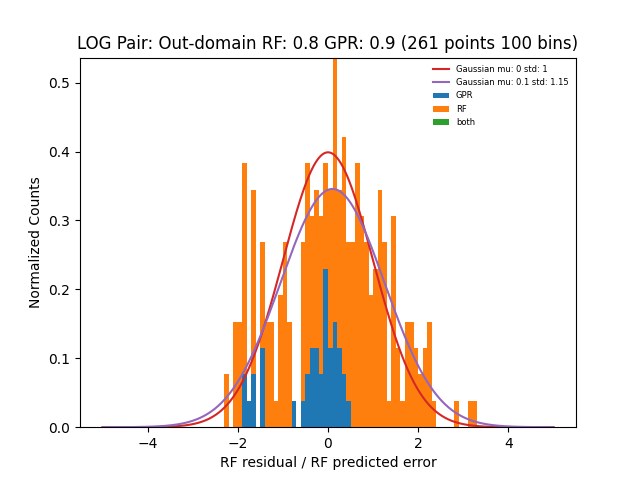 LOG Pair: Out-domain RF: 0.8 GPR: 0.9 (261 points 100 bins)
Gaussian mu: 0 std: 1
Gaussian mu: 0.1 std: 1.15
GPR
RF
both
Normalized Counts
0.5
0.4
0.3
0.2
0.1
0.0
−4 −2 0 2 4
RF residual / RF predicted error